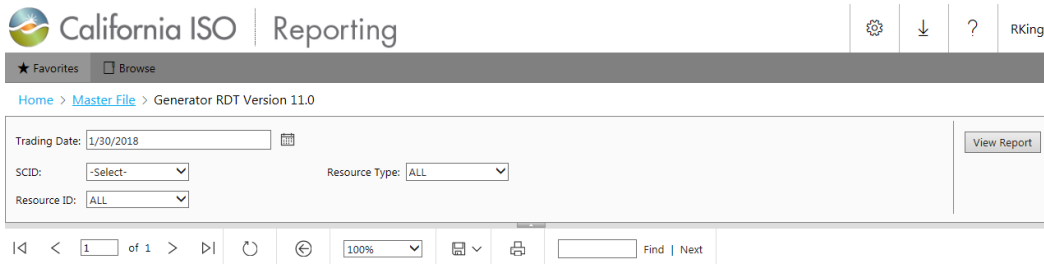 California ISO Reporting
? RKing
★ Favorites Browse
Home > Master File > Generator RDT Version 11.0
Trading Date: 1/30/2018
View Report
SCID: -Select- Resource Type: ALL
Resource ID: ALL
1 of 1 100% Find | Next